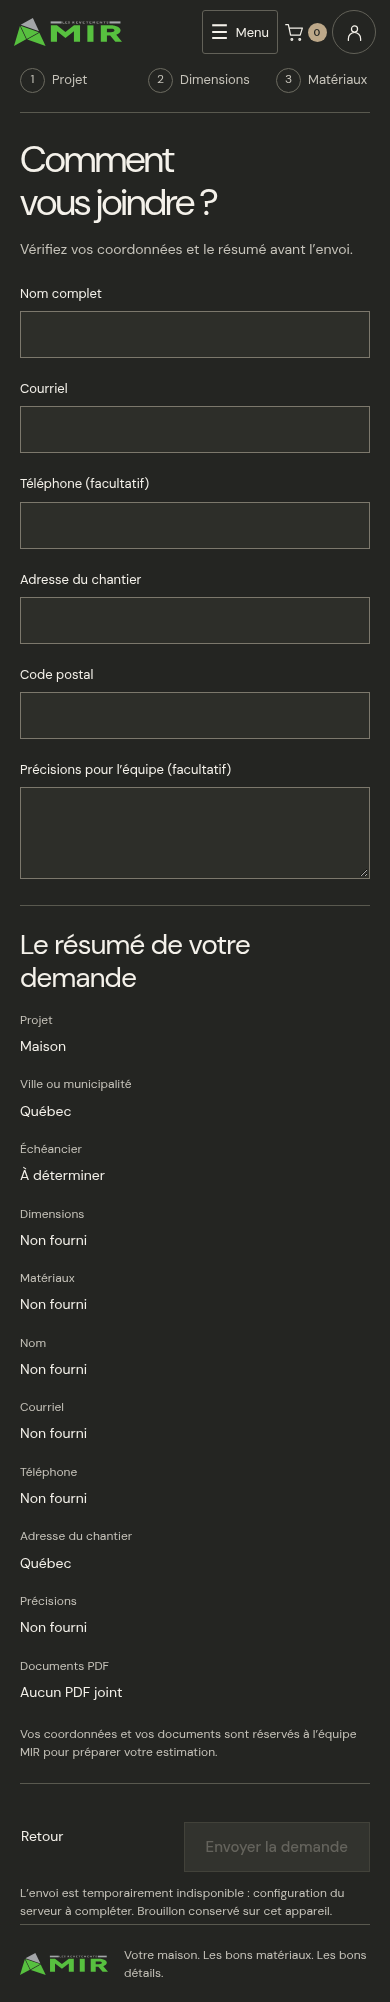 MIR
Menu
0
1 Projet
2 Dimensions
3 Matériaux
Comment
vous joindre ?
Vérifiez vos coordonnées et le résumé avant l’envoi.
Nom complet
Courriel
Téléphone (facultatif)
Adresse du chantier
Code postal
Précisions pour l’équipe (facultatif)
Le résumé de votre
demande
Projet
Maison
Ville ou municipalité
Québec
Échéancier
À déterminer
Dimensions
Non fourni
Matériaux
Non fourni
Nom
Non fourni
Courriel
Non fourni
Téléphone
Non fourni
Adresse du chantier
Québec
Précisions
Non fourni
Documents PDF
Aucun PDF joint
Vos coordonnées et vos documents sont réservés à l’équipe
MIR pour préparer votre estimation.
Retour
Envoyer la demande
L’envoi est temporairement indisponible : configuration du
serveur à compléter. Brouillon conservé sur cet appareil.
MIR
Votre maison. Les bons matériaux. Les bons
détails.